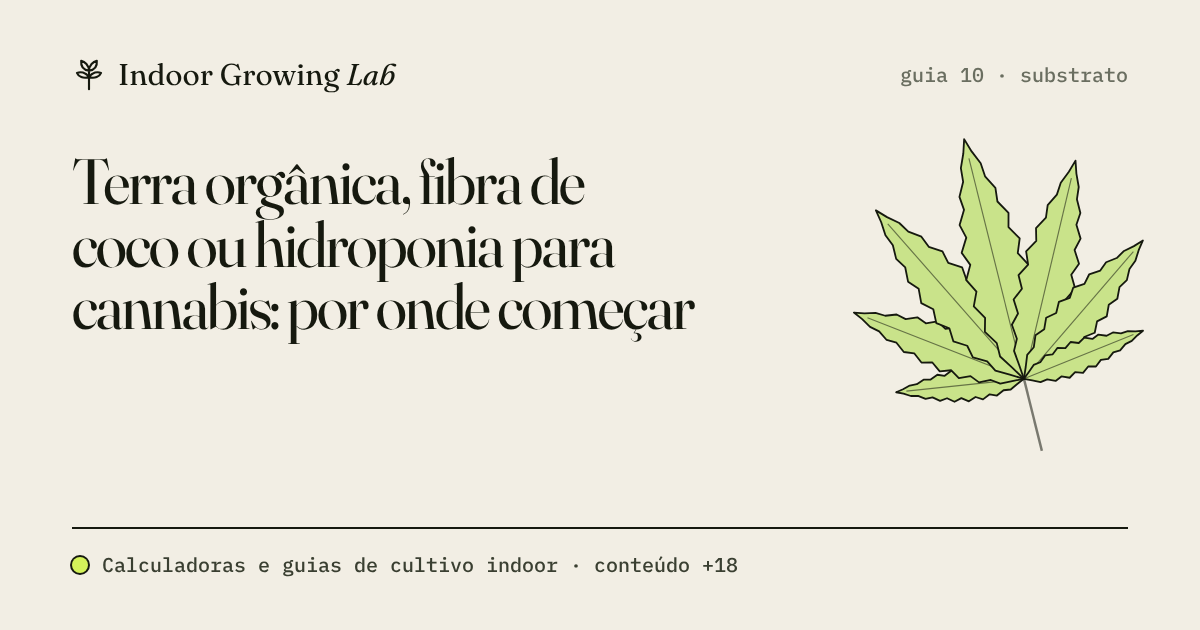 Indoor Growing Lab
guia 10 · substrato
Terra orgânica, fibra de
coco ou hidroponia para
cannabis: por onde começar
Calculadoras e guias de cultivo indoor · conteúdo +18